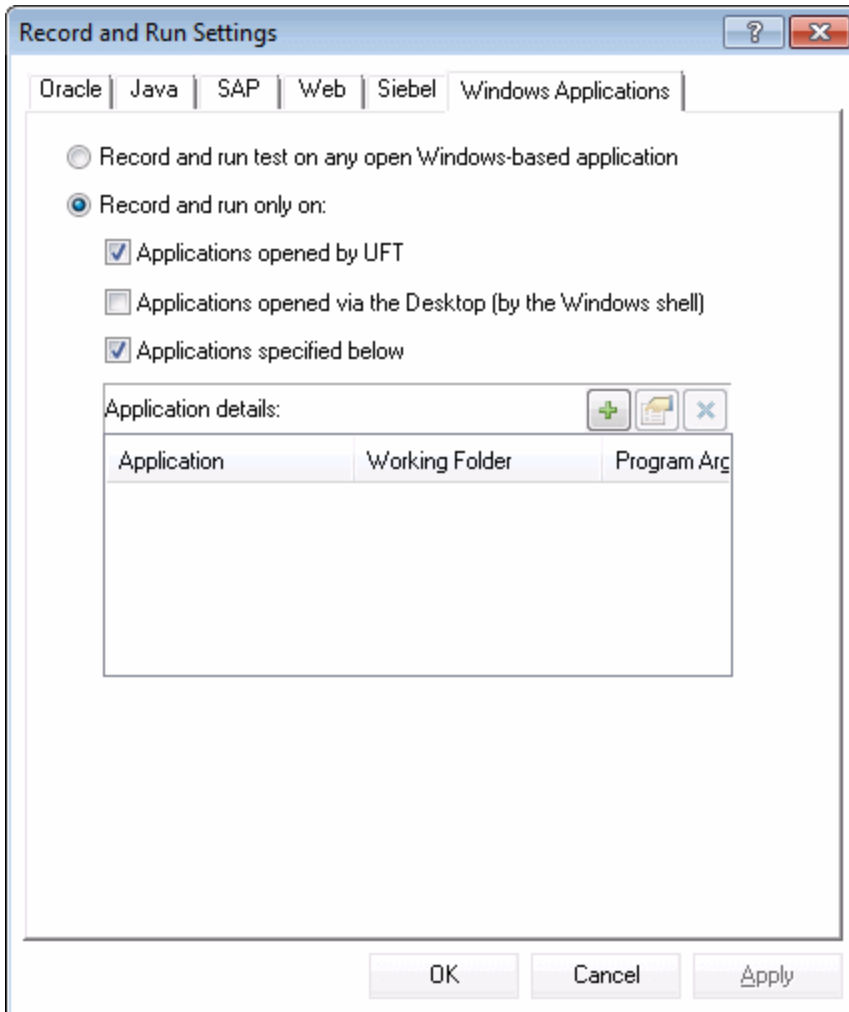 Record and Run Settings
Oracle Java SAP Web Siebel Windows Applications
Record and run test on any open Windows-based application
Record and run only on:
Applications opened by UFT
Applications opened via the Desktop (by the Windows shell)
Applications specified below
Application details:
Application Working Folder Program Arg
OK Cancel Apply